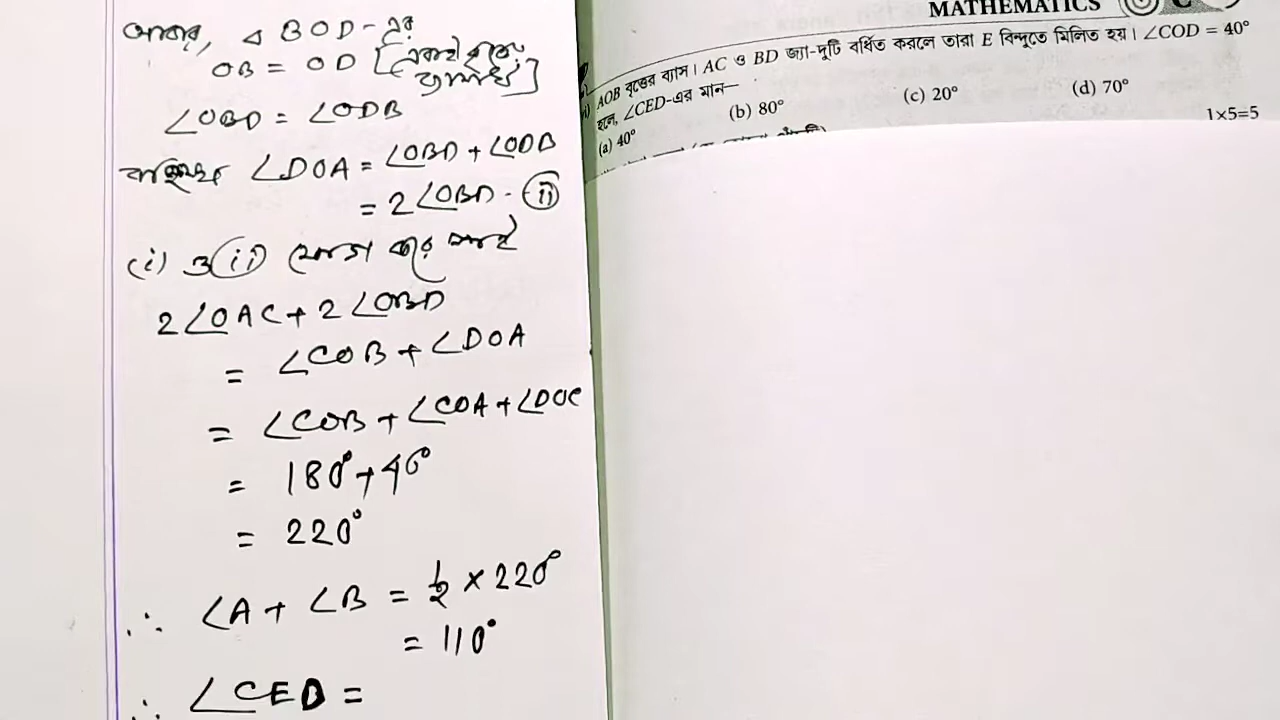 আবার, Δ BOD-এর
OB = OD [একই বৃত্তের
ব্যাসার্ধ]
∠OBD = ∠ODB
বহিঃস্থ ∠DOA = ∠OBD + ∠ODB
= 2∠OBD - (ii)
(i) ও (ii) যোগ করে পাই
2∠OAC + 2∠OBD
= ∠COB + ∠DOA
= ∠COB + ∠COA + ∠DOC
= 180° + 40°
= 220°
∴ ∠A + ∠B = 1/2 × 220°
= 110°
∴ ∠CED =
MATHEMATICS
AOB বৃত্তের ব্যাস। AC ও BD জ্যা-দুটি বর্ধিত করলে তারা E বিন্দুতে মিলিত হয়। ∠COD = 40°
হলে, ∠CED-এর মান—
(a) 40° (b) 80° (c) 20° (d) 70°
1×5=5